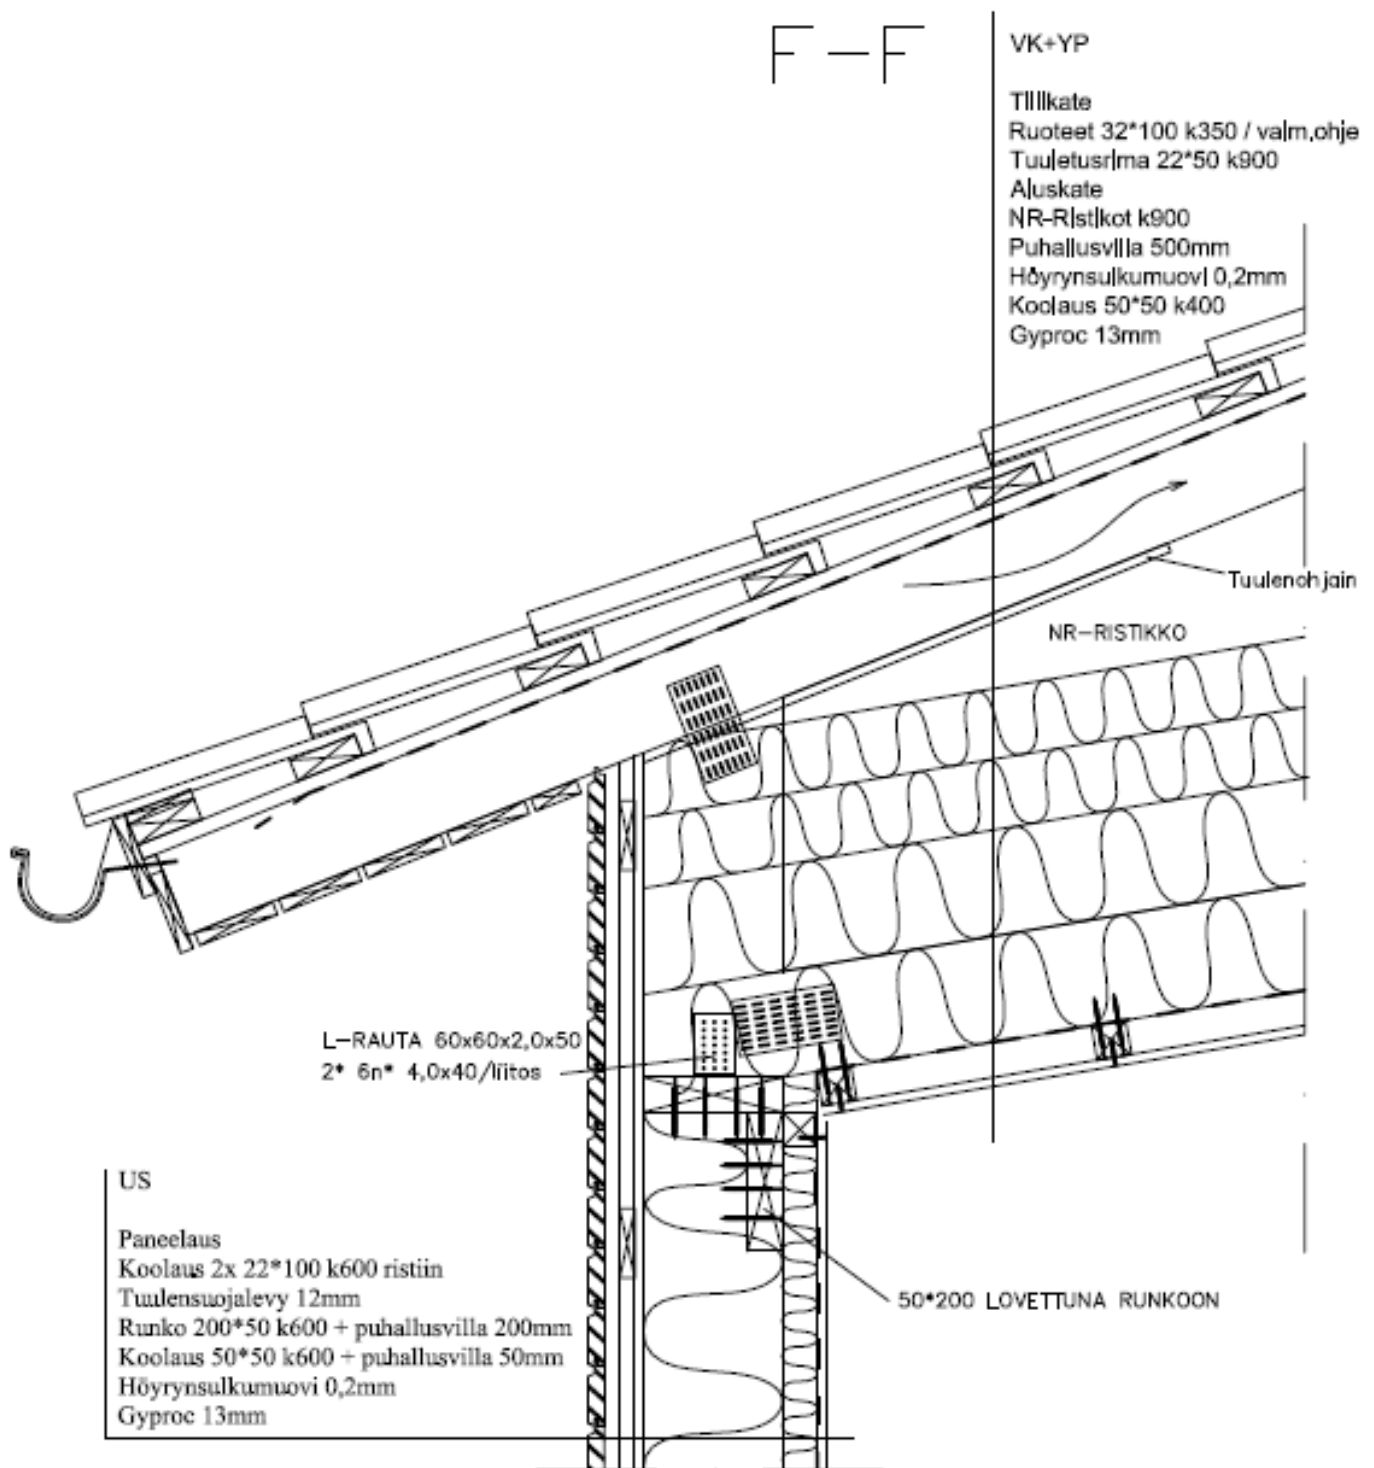 F-F
VK+YP
Tiilikate
Ruoteet 32*100 k350 / valm.ohje
Tuuletusrima 22*50 k900
Aluskate
NR-Ristikot k900
Puhallusvilla 500mm
Höyrynsulkumuovi 0,2mm
Koolaus 50*50 k400
Gyproc 13mm
Tuulenohjain
NR-RISTIKKO
L-RAUTA 60x60x2,0x50
2* 6n* 4,0x40/liitos
US
Paneelaus
Koolaus 2x 22*100 k600 ristiin
Tuulensuojalevy 12mm
Runko 200*50 k600 + puhallusvilla 200mm
Koolaus 50*50 k600 + puhallusvilla 50mm
Höyrynsulkumuovi 0,2mm
Gyproc 13mm
50*200 LOVETTUNA RUNKOON